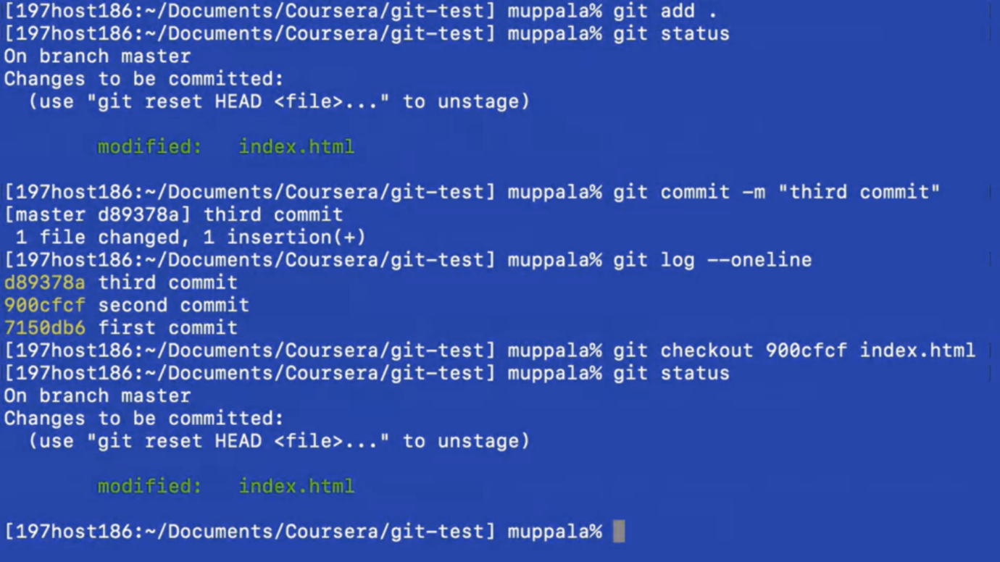 [197host186:~/Documents/Coursera/git-test] muppala% git add .
[197host186:~/Documents/Coursera/git-test] muppala% git status
On branch master
Changes to be committed:
  (use "git reset HEAD <file>..." to unstage)
        modified:   index.html
[197host186:~/Documents/Coursera/git-test] muppala% git commit -m "third commit"
[master d89378a] third commit
 1 file changed, 1 insertion(+)
[197host186:~/Documents/Coursera/git-test] muppala% git log --oneline
d89378a third commit
900cfcf second commit
7150db6 first commit
[197host186:~/Documents/Coursera/git-test] muppala% git checkout 900cfcf index.html
[197host186:~/Documents/Coursera/git-test] muppala% git status
On branch master
Changes to be committed:
  (use "git reset HEAD <file>..." to unstage)
        modified:   index.html
[197host186:~/Documents/Coursera/git-test] muppala%